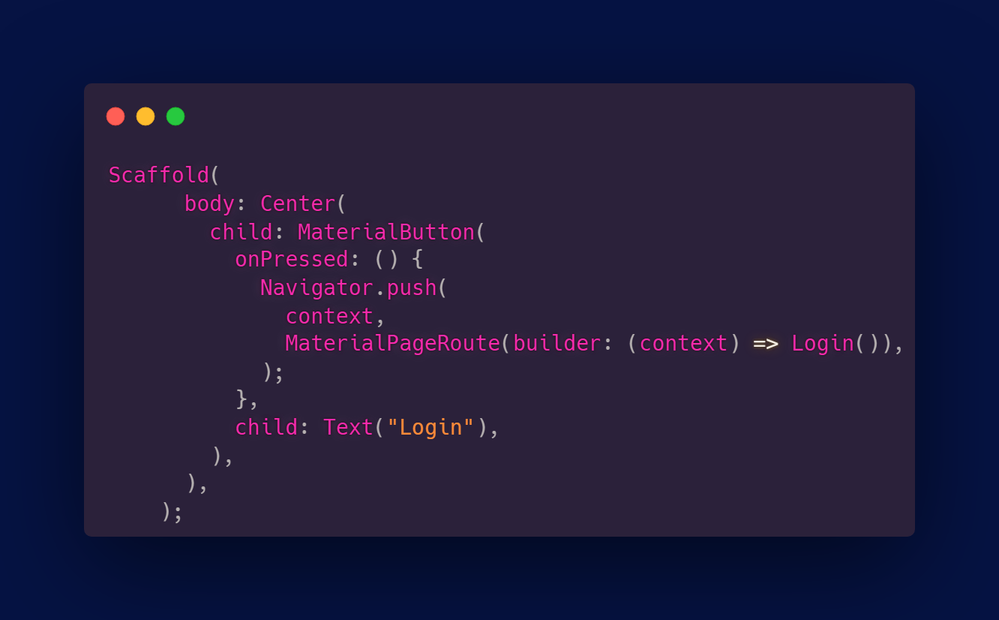 Scaffold(
      body: Center(
        child: MaterialButton(
          onPressed: () {
            Navigator.push(
              context,
              MaterialPageRoute(builder: (context) => Login()),
            );
          },
          child: Text("Login"),
        ),
      ),
    );